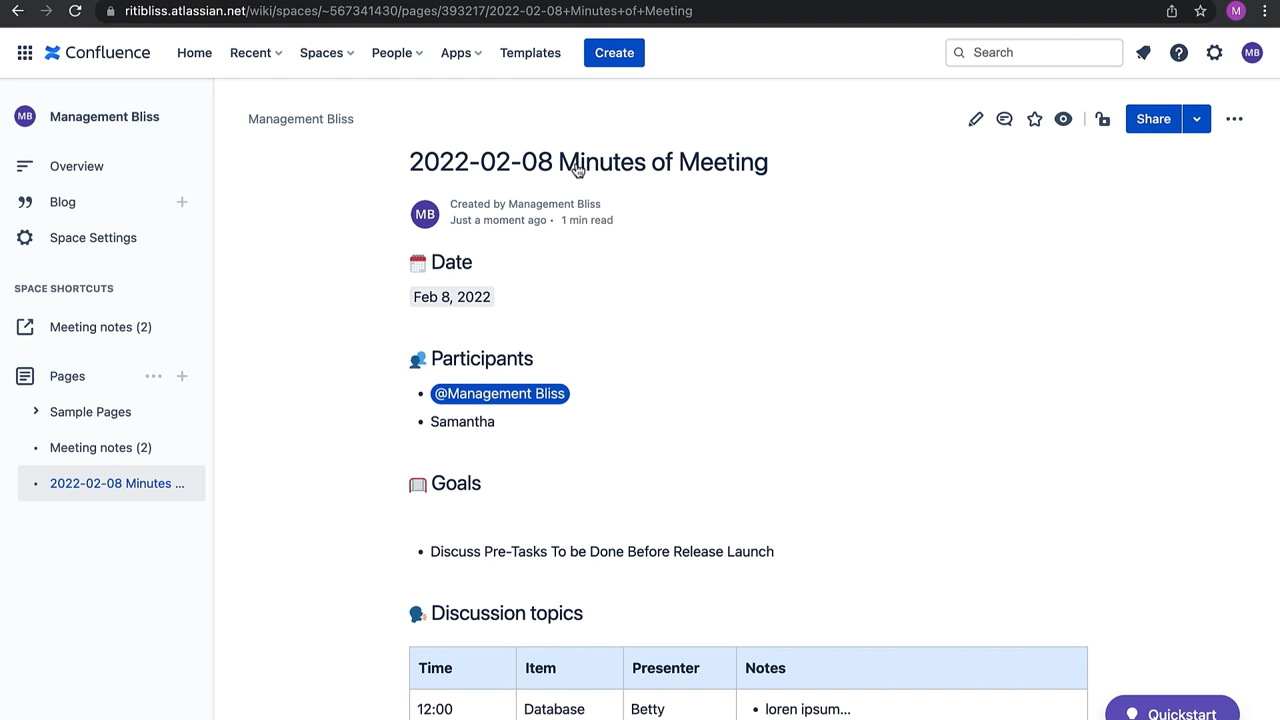 ritibliss.atlassian.net/wiki/spaces/~567341430/pages/393217/2022-02-08+Minutes+of+Meeting
M
Confluence
Home
Recent
Spaces
People
Apps
Templates
Create
Search
MB
MB
Management Bliss
Overview
Blog
Space Settings
SPACE SHORTCUTS
Meeting notes (2)
Pages
Sample Pages
Meeting notes (2)
2022-02-08 Minutes ...
Management Bliss
Share
2022-02-08 Minutes of Meeting
MB
Created by Management Bliss
Just a moment ago • 1 min read
Date
Feb 8, 2022
Participants
• @Management Bliss
• Samantha
Goals
• Discuss Pre-Tasks To be Done Before Release Launch
Discussion topics
Time Item Presenter Notes
12:00 Database Betty • loren ipsum...
Quickstart